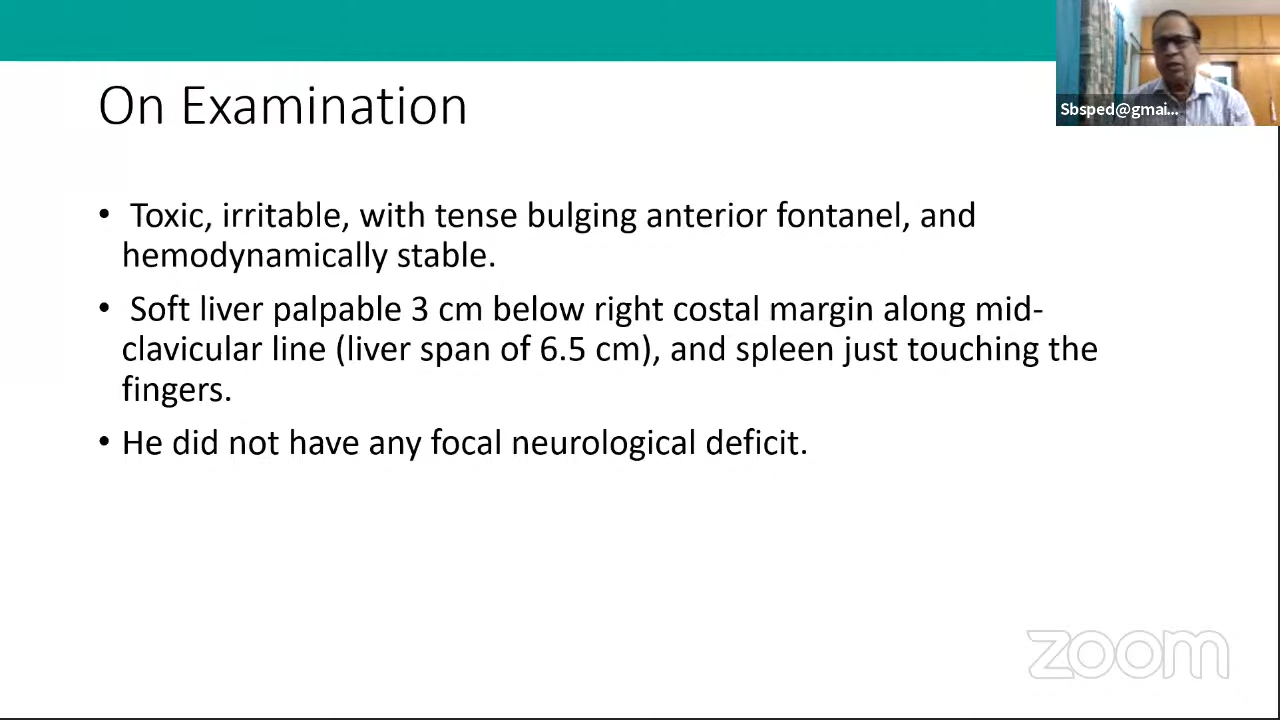 On Examination
Sbsped@gmai...
• Toxic, irritable, with tense bulging anterior fontanel, and
hemodynamically stable.
• Soft liver palpable 3 cm below right costal margin along mid-
clavicular line (liver span of 6.5 cm), and spleen just touching the
fingers.
• He did not have any focal neurological deficit.
zoom